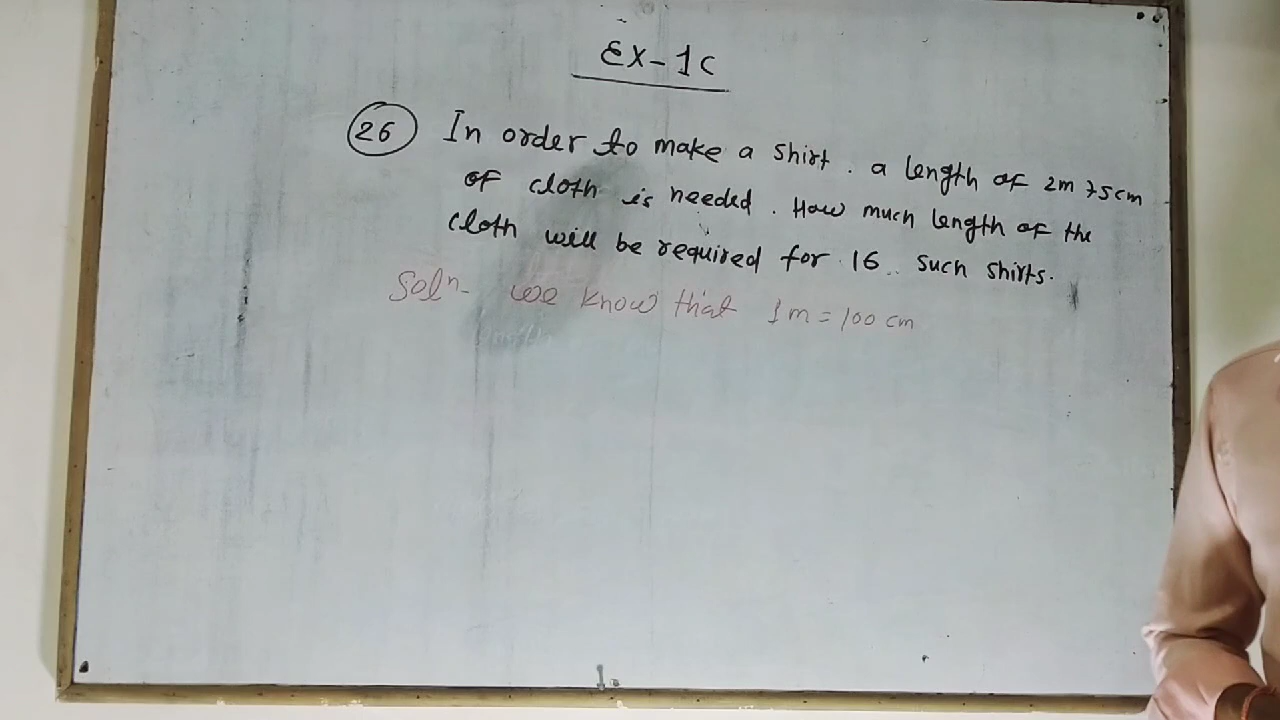 EX-1C
26 In order to make a shirt. a length of 2m 75cm
of cloth is needed. How much length of the
cloth will be required for 16 such shirts.
Solⁿ- we know that 1m = 100 cm